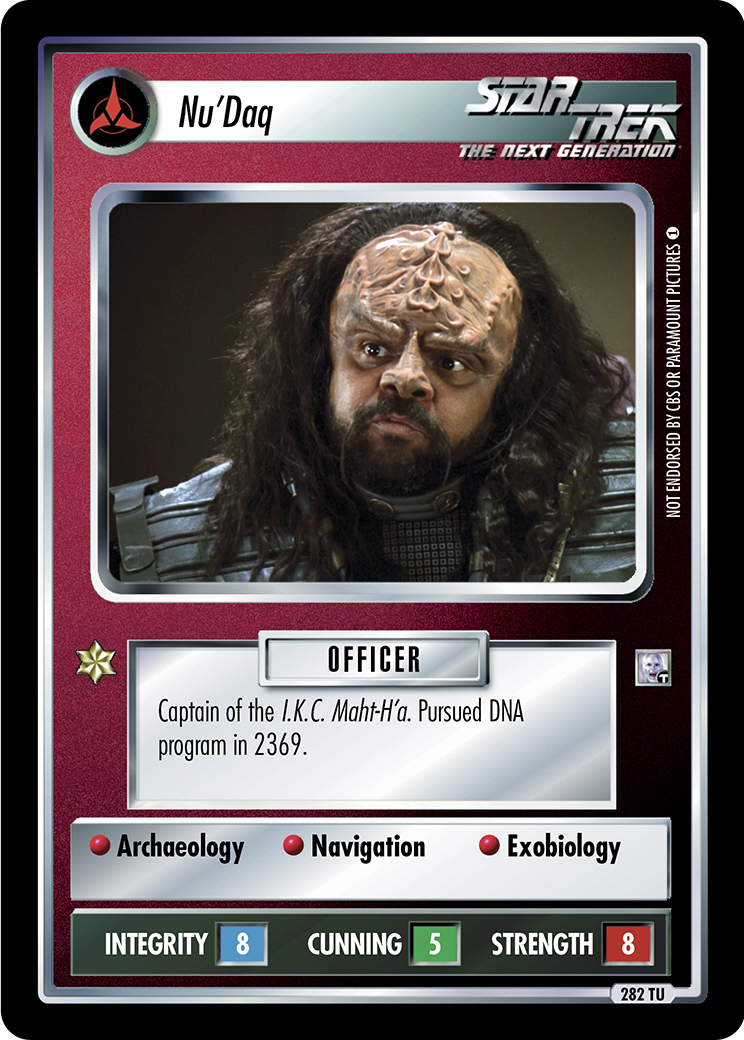 Nu'Daq
STAR TREK
THE NEXT GENERATION
NOT ENDORSED BY CBS OR PARAMOUNT PICTURES 1
OFFICER
T
Captain of the I.K.C. Maht-H'a. Pursued DNA
program in 2369.
Archaeology Navigation Exobiology
INTEGRITY 8 CUNNING 5 STRENGTH 8
282 TU